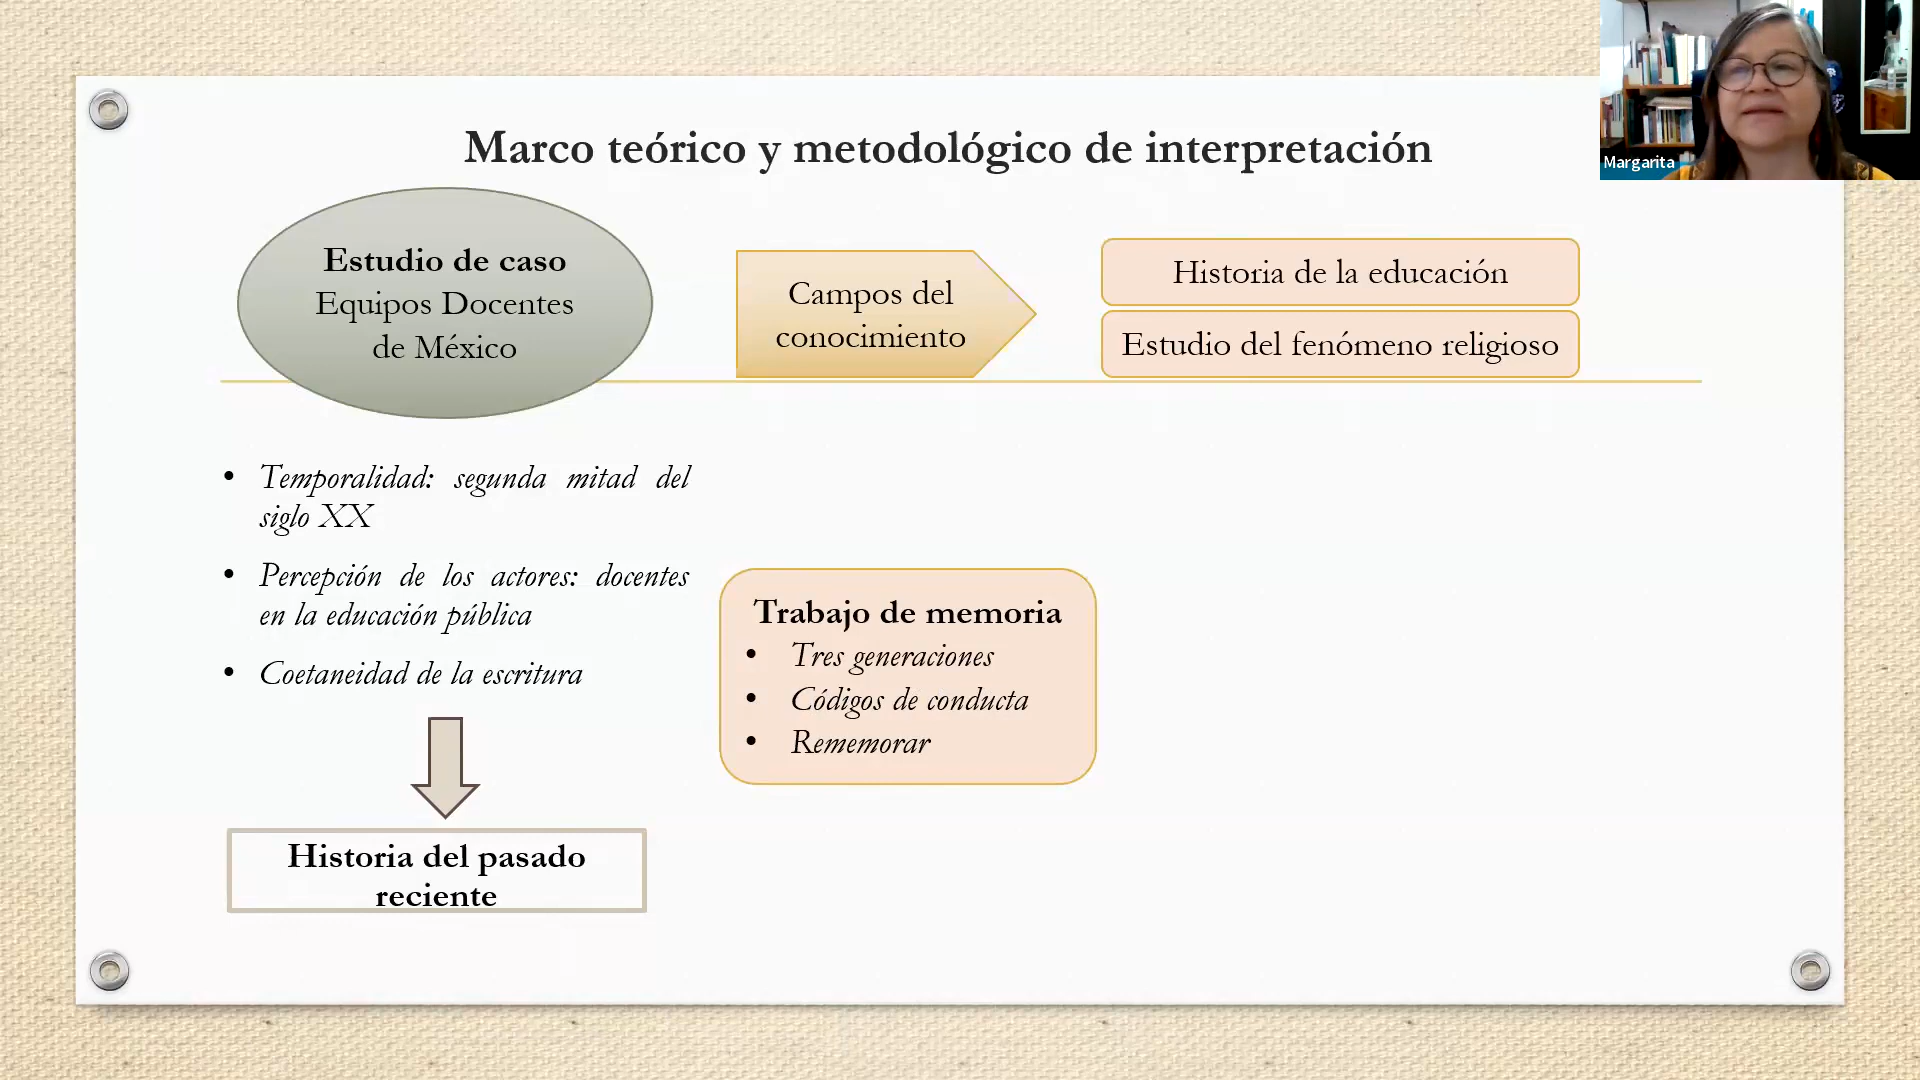 Marco teórico y metodológico de interpretación
Margarita
Estudio de caso
Equipos Docentes
de México
Campos del
conocimiento
Historia de la educación
Estudio del fenómeno religioso
• Temporalidad: segunda mitad del
siglo XX
• Percepción de los actores: docentes
en la educación pública
• Coetaneidad de la escritura
Trabajo de memoria
• Tres generaciones
• Códigos de conducta
• Rememorar
Historia del pasado
reciente